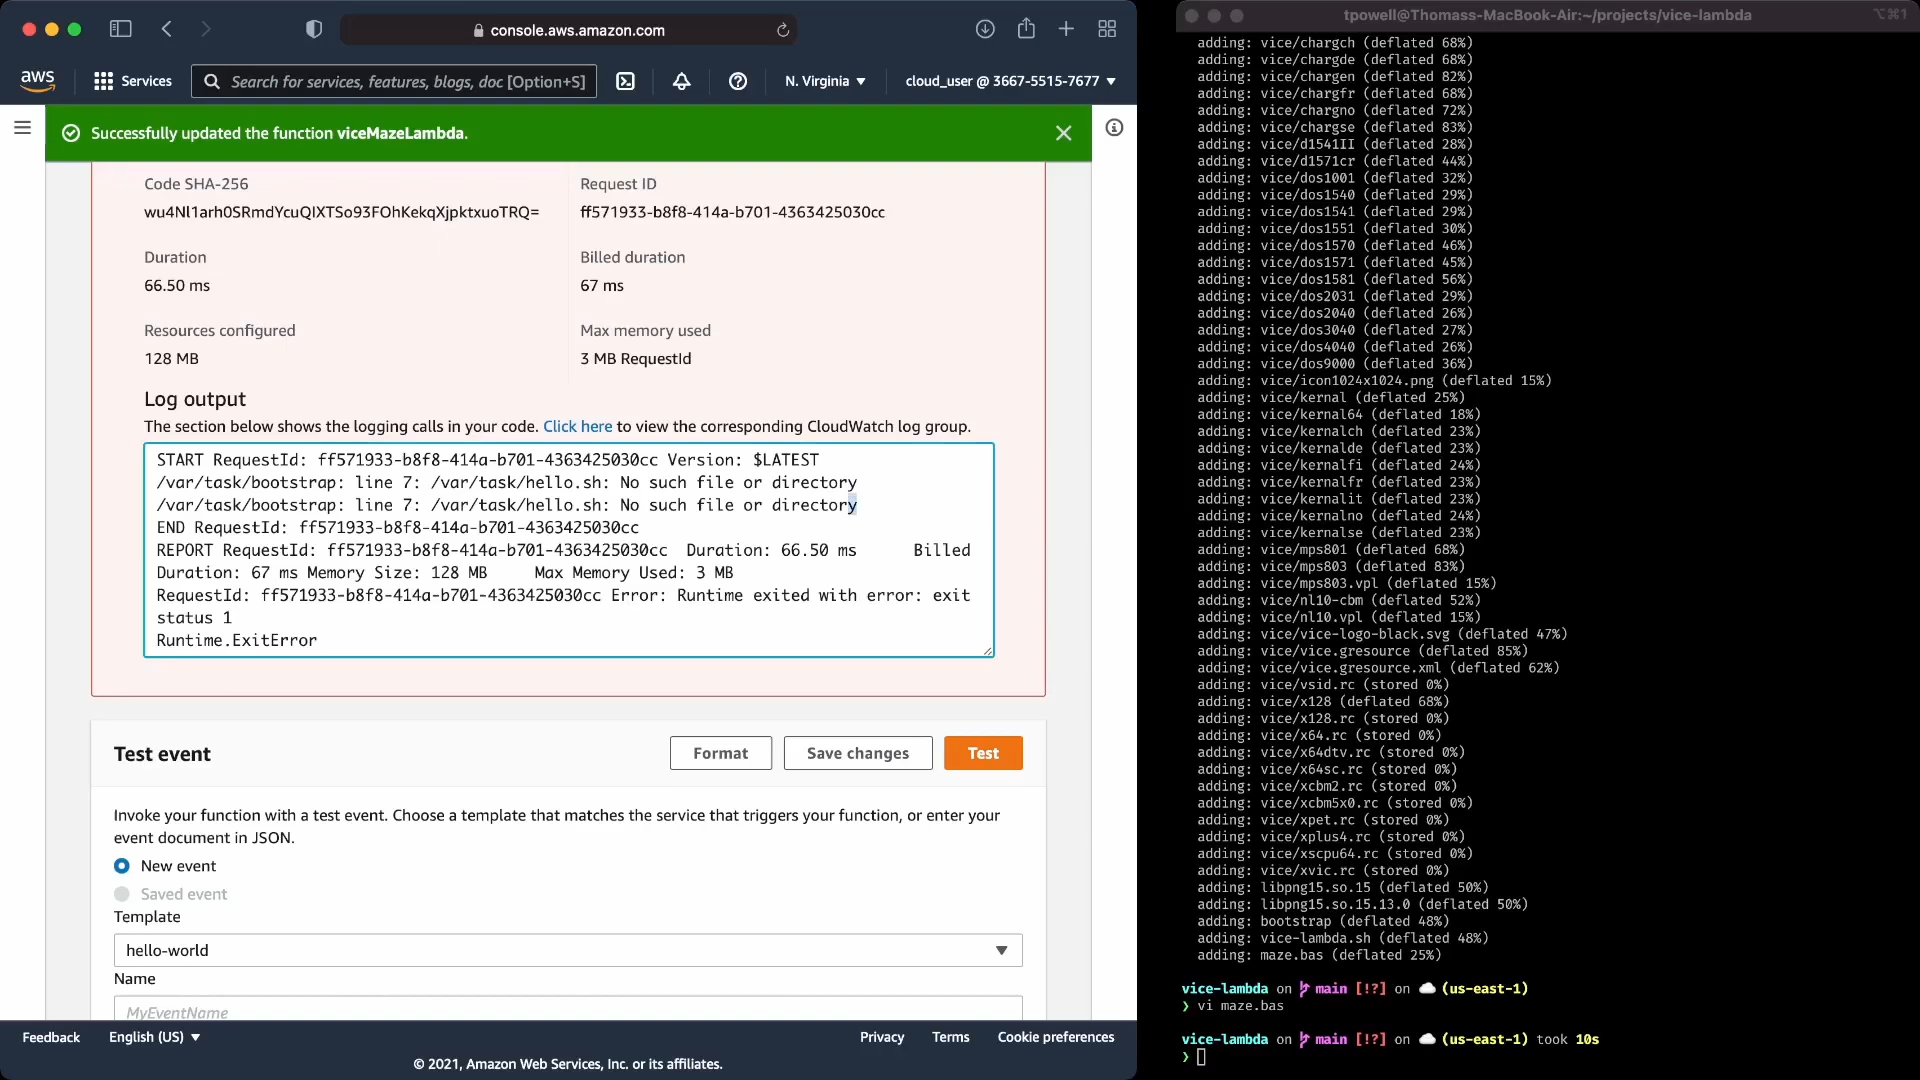 console.aws.amazon.com
aws
Services
Search for services, features, blogs, doc [Option+S]
N. Virginia ▼
cloud_user @ 3667-5515-7677 ▼
Successfully updated the function viceMazeLambda.
Code SHA-256
wu4Nl1arh0SRmdYcuQIXTSo93FOhKekqXjpktxuoTRQ=
Request ID
ff571933-b8f8-414a-b701-4363425030cc
Duration
66.50 ms
Billed duration
67 ms
Resources configured
128 MB
Max memory used
3 MB RequestId
Log output
The section below shows the logging calls in your code. Click here to view the corresponding CloudWatch log group.
START RequestId: ff571933-b8f8-414a-b701-4363425030cc Version: $LATEST
/var/task/bootstrap: line 7: /var/task/hello.sh: No such file or directory
/var/task/bootstrap: line 7: /var/task/hello.sh: No such file or directory
END RequestId: ff571933-b8f8-414a-b701-4363425030cc
REPORT RequestId: ff571933-b8f8-414a-b701-4363425030cc Duration: 66.50 ms Billed
Duration: 67 ms Memory Size: 128 MB Max Memory Used: 3 MB
RequestId: ff571933-b8f8-414a-b701-4363425030cc Error: Runtime exited with error: exit
status 1
Runtime.ExitError
Test event
Format
Save changes
Test
Invoke your function with a test event. Choose a template that matches the service that triggers your function, or enter your
event document in JSON.
New event
Saved event
Template
hello-world
Name
MyEventName
Feedback
English (US) ▼
Privacy
Terms
Cookie preferences
© 2021, Amazon Web Services, Inc. or its affiliates.
tpowell@Thomass-MacBook-Air:~/projects/vice-lambda
⌥⌘1
adding: vice/chargch (deflated 68%)
adding: vice/chargde (deflated 68%)
adding: vice/chargen (deflated 82%)
adding: vice/chargfr (deflated 68%)
adding: vice/chargno (deflated 72%)
adding: vice/chargse (deflated 83%)
adding: vice/d1541II (deflated 28%)
adding: vice/d1571cr (deflated 44%)
adding: vice/dos1001 (deflated 32%)
adding: vice/dos1540 (deflated 29%)
adding: vice/dos1541 (deflated 29%)
adding: vice/dos1551 (deflated 30%)
adding: vice/dos1570 (deflated 46%)
adding: vice/dos1571 (deflated 45%)
adding: vice/dos1581 (deflated 56%)
adding: vice/dos2031 (deflated 29%)
adding: vice/dos2040 (deflated 26%)
adding: vice/dos3040 (deflated 27%)
adding: vice/dos4040 (deflated 26%)
adding: vice/dos9000 (deflated 36%)
adding: vice/icon1024x1024.png (deflated 15%)
adding: vice/kernal (deflated 25%)
adding: vice/kernal64 (deflated 18%)
adding: vice/kernalch (deflated 23%)
adding: vice/kernalde (deflated 23%)
adding: vice/kernalfi (deflated 24%)
adding: vice/kernalfr (deflated 23%)
adding: vice/kernalit (deflated 23%)
adding: vice/kernalno (deflated 24%)
adding: vice/kernalse (deflated 23%)
adding: vice/mps801 (deflated 68%)
adding: vice/mps803 (deflated 83%)
adding: vice/mps803.vpl (deflated 15%)
adding: vice/nl10-cbm (deflated 52%)
adding: vice/nl10.vpl (deflated 15%)
adding: vice/vice-logo-black.svg (deflated 47%)
adding: vice/vice.gresource (deflated 85%)
adding: vice/vice.gresource.xml (deflated 62%)
adding: vice/vsid.rc (stored 0%)
adding: vice/x128 (deflated 68%)
adding: vice/x128.rc (stored 0%)
adding: vice/x64.rc (stored 0%)
adding: vice/x64dtv.rc (stored 0%)
adding: vice/x64sc.rc (stored 0%)
adding: vice/xcbm2.rc (stored 0%)
adding: vice/xcbm5x0.rc (stored 0%)
adding: vice/xpet.rc (stored 0%)
adding: vice/xplus4.rc (stored 0%)
adding: vice/xscpu64.rc (stored 0%)
adding: vice/xvic.rc (stored 0%)
adding: libpng15.so.15 (deflated 50%)
adding: libpng15.so.15.13.0 (deflated 50%)
adding: bootstrap (deflated 48%)
adding: vice-lambda.sh (deflated 48%)
adding: maze.bas (deflated 25%)
vice-lambda on main [!?] on (us-east-1)
❯ vi maze.bas
vice-lambda on main [!?] on (us-east-1) took 10s
❯